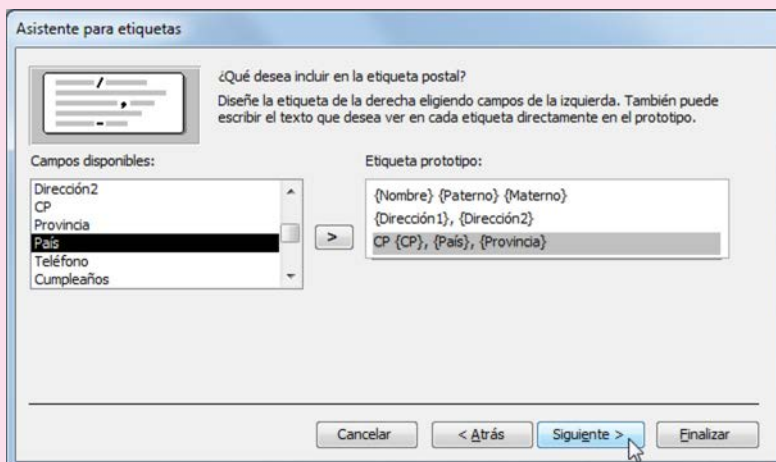 Asistente para etiquetas
¿Qué desea incluir en la etiqueta postal?
Diseñe la etiqueta de la derecha eligiendo campos de la izquierda. También puede
escribir el texto que desea ver en cada etiqueta directamente en el prototipo.
Campos disponibles:
Etiqueta prototipo:
Dirección2
CP
Provincia
País
Teléfono
Cumpleaños
>
{Nombre} {Paterno} {Materno}
{Dirección1}, {Dirección2}
CP {CP}, {País}, {Provincia}
Cancelar
< Atrás
Siguiente >
Finalizar